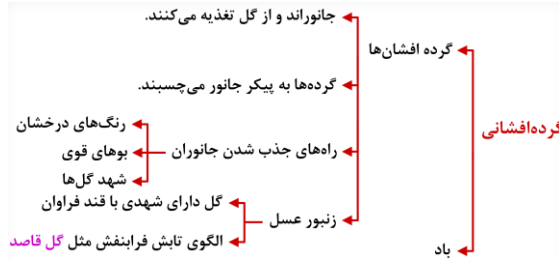 گرده‌افشانی
گرده افشان‌ها
جانوراند و از گل تغذیه می‌کنند.
گرده‌ها به پیکر جانور می‌چسبند.
راه‌های جذب شدن جانوران
رنگ‌های درخشان
بوهای قوی
شهد گل‌ها
زنبور عسل
گل دارای شهدی با قند فراوان
الگوی تابش فرابنفش مثل گل قاصد
باد